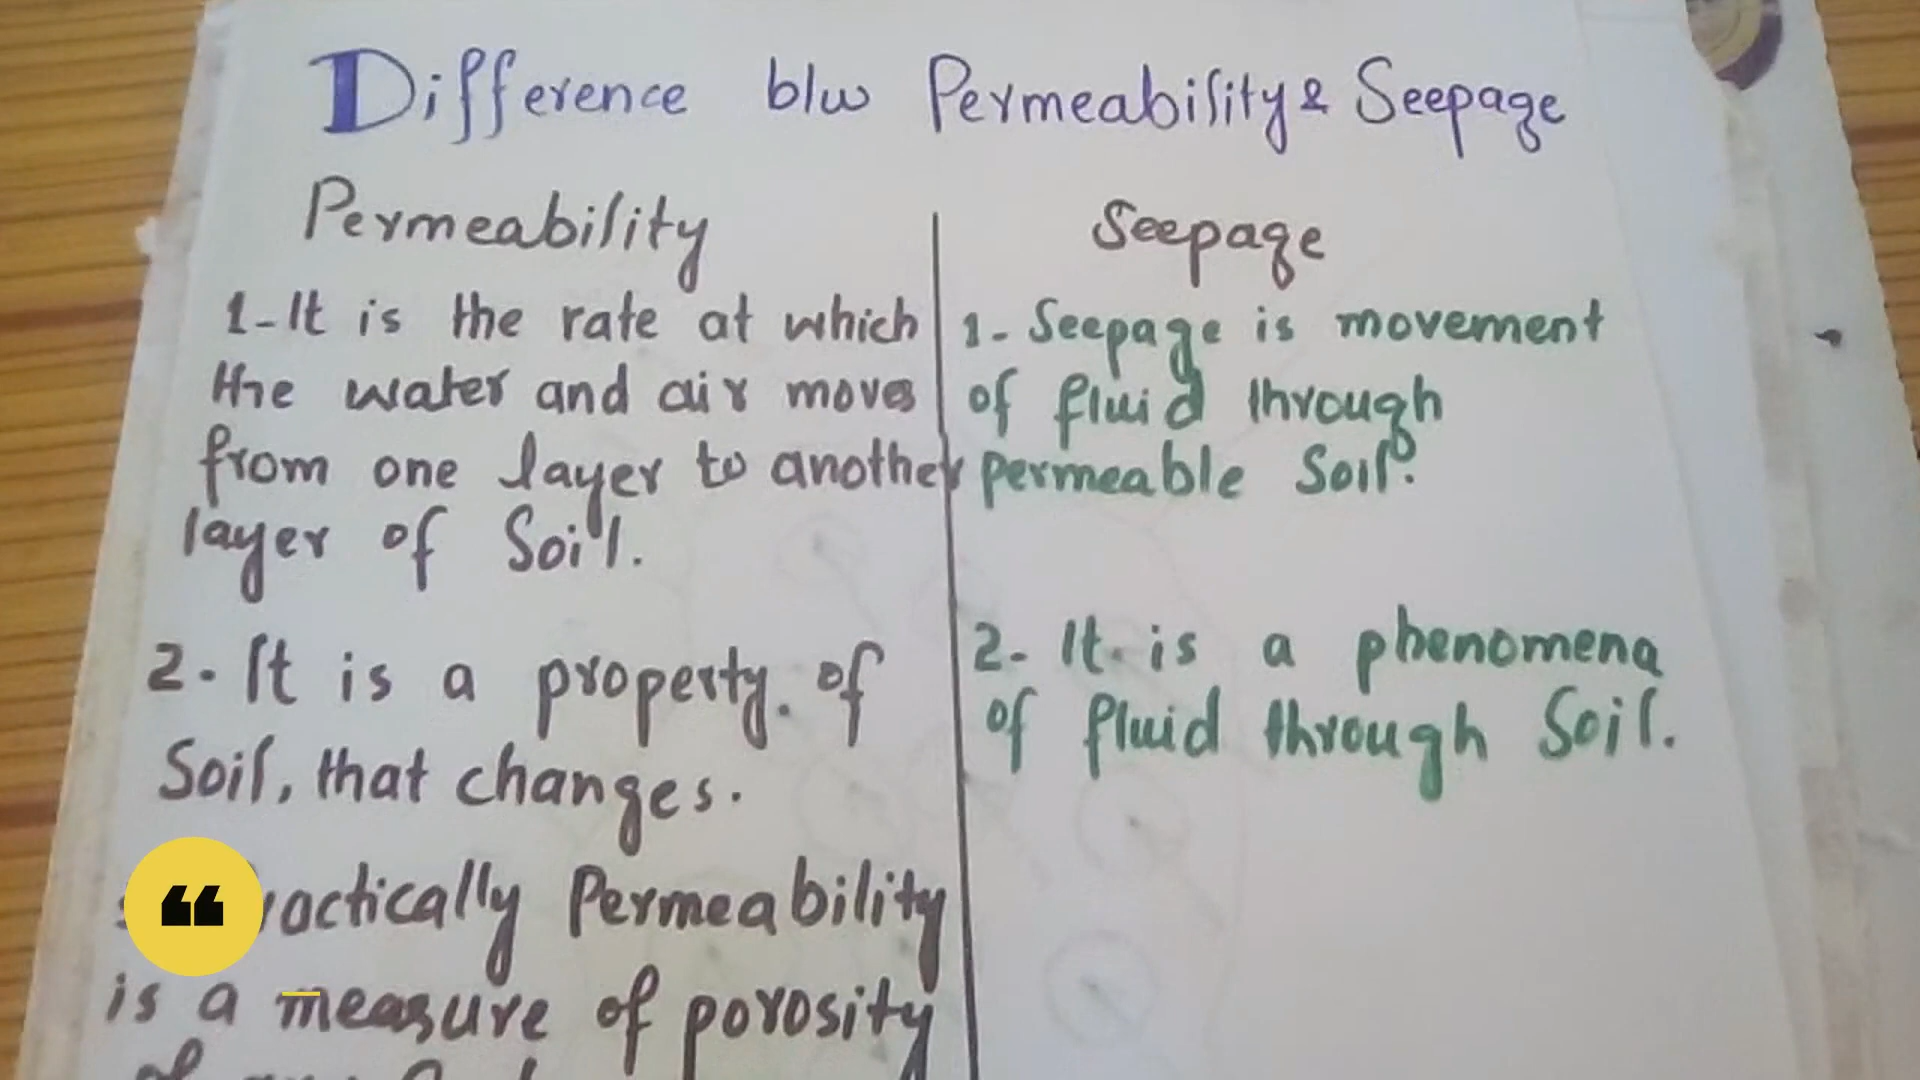 Difference b/w Permeability & Seepage
Permeability
1- It is the rate at which
the water and air moves
from one layer to another
layer of Soil.
2. It is a property. of
Soil, that changes.
Permeability
is a measure of porosity
Seepage
1- Seepage is movement
of fluid through
permeable Soil.
2- It is a phenomena
of fluid through Soil.